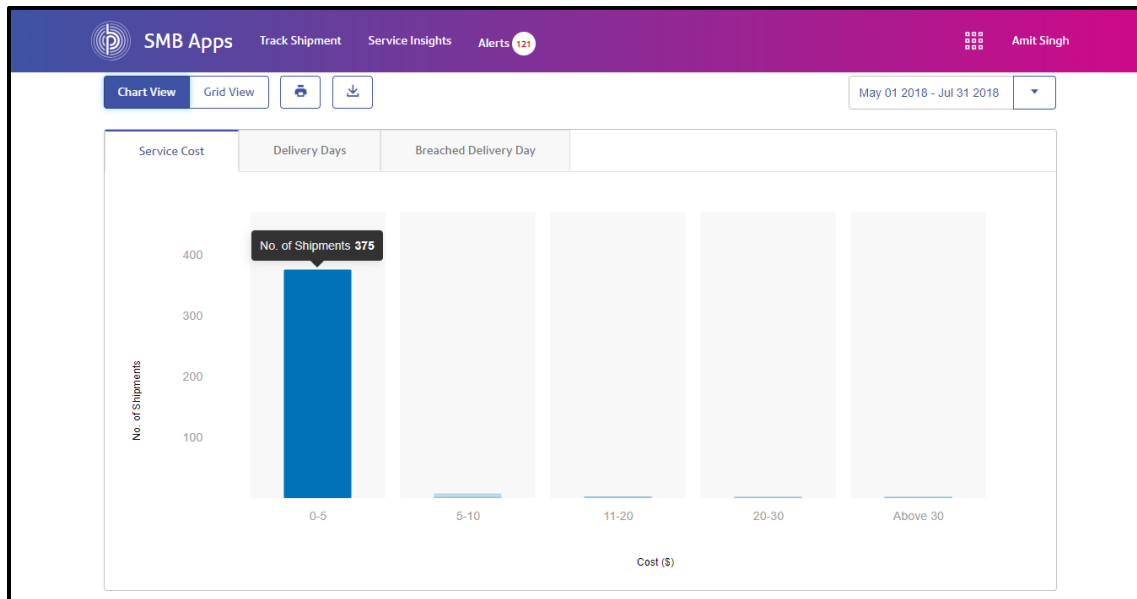 SMB Apps Track Shipment Service Insights Alerts 121 Amit Singh
Chart View Grid View May 01 2018 - Jul 31 2018
Service Cost Delivery Days Breached Delivery Day
No. of Shipments 375
400
300
200
100
No. of Shipments
0-5 5-10 11-20 20-30 Above 30
Cost ($)